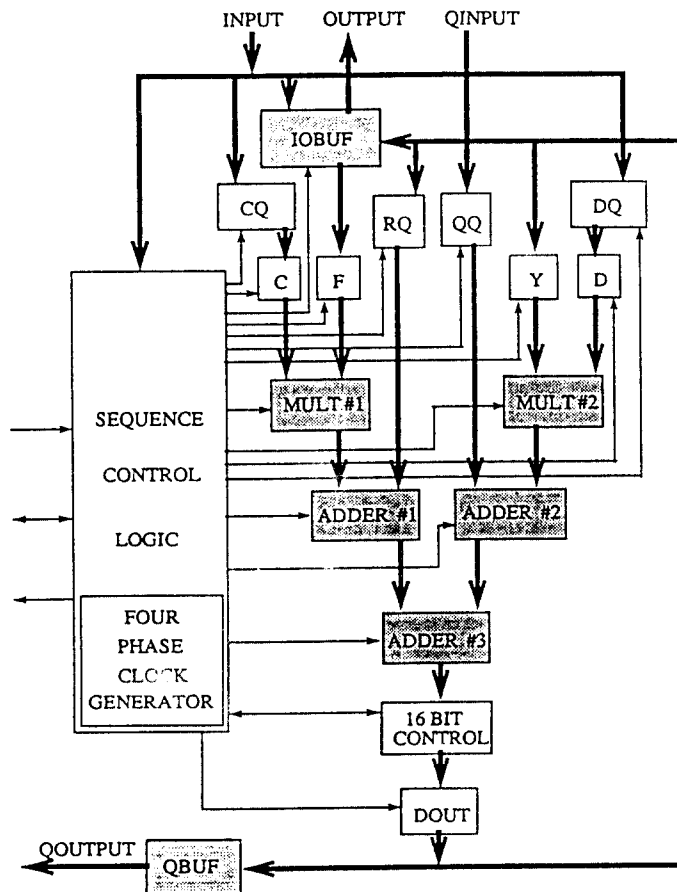 INPUT
OUTPUT
QINPUT
IOBUF
CQ
RQ
QQ
DQ
C
F
Y
D
MULT #1
MULT #2
SEQUENCE
CONTROL
LOGIC
ADDER #1
ADDER #2
FOUR
PHASE
CLOCK
GENERATOR
ADDER #3
16 BIT
CONTROL
DOUT
QOUTPUT
QBUF